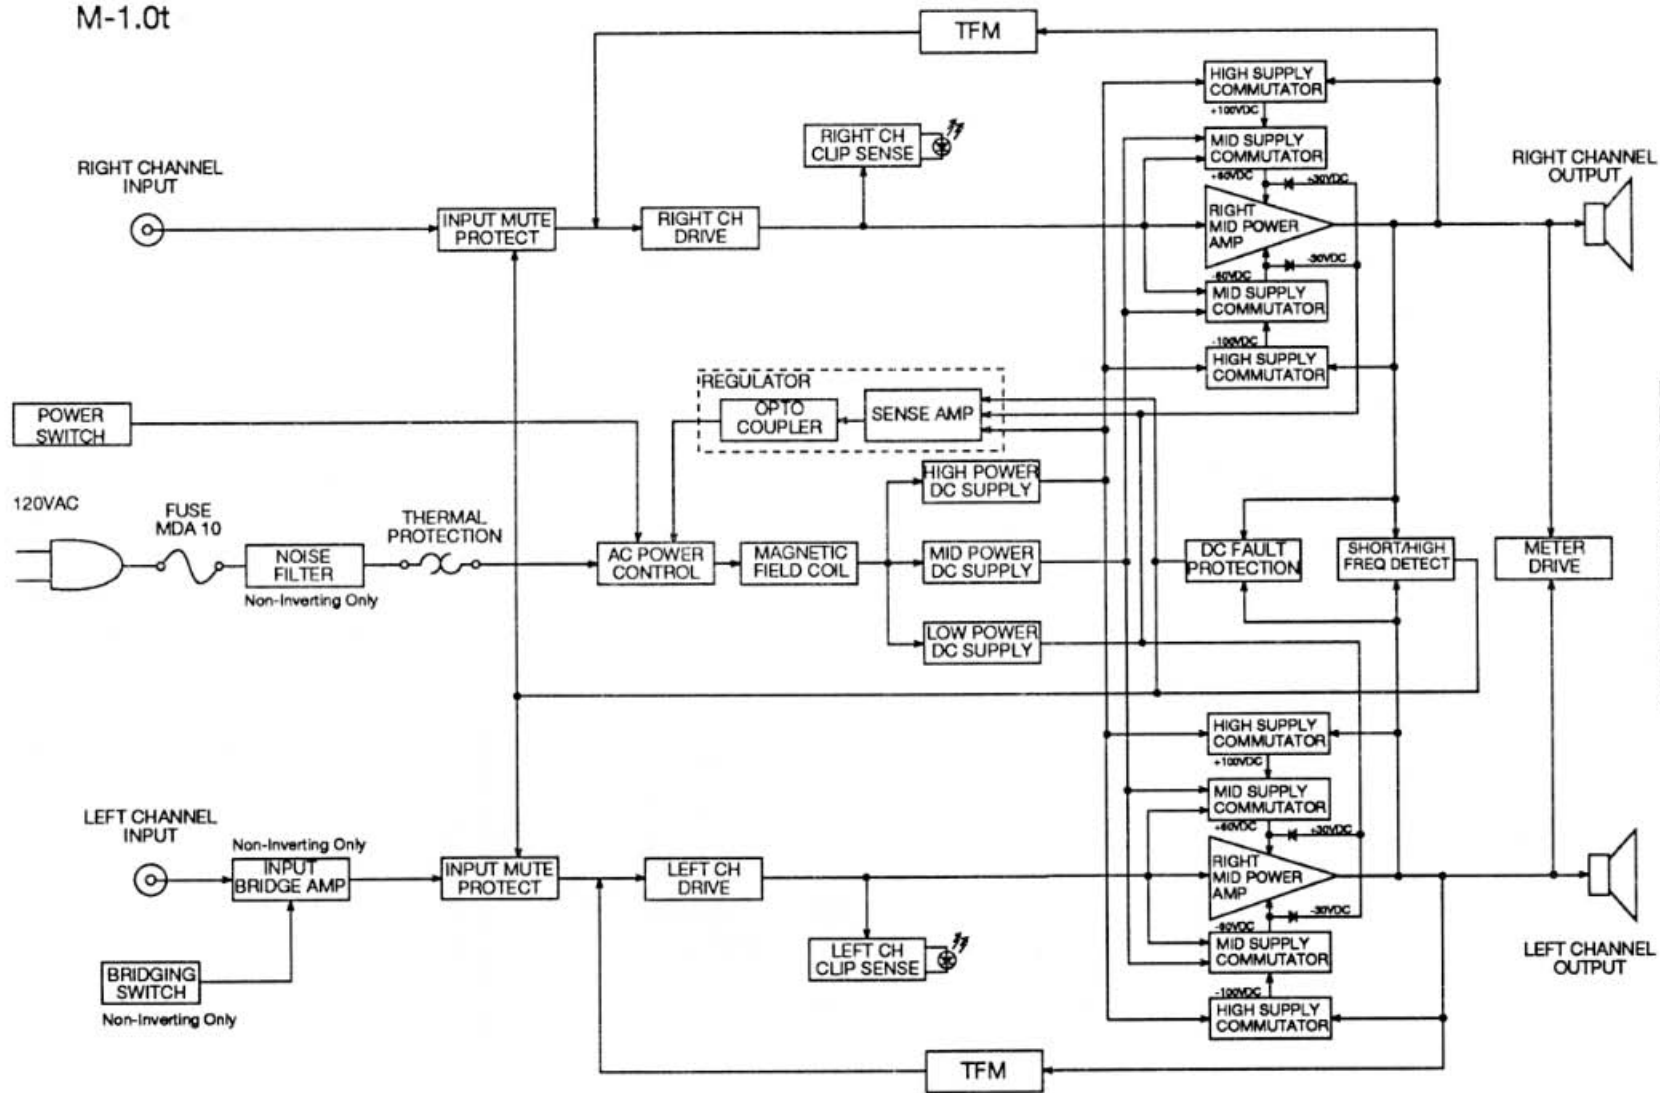 M-1.0t
TFM
HIGH SUPPLY
COMMUTATOR
+100VDC
RIGHT CH
CLIP SENSE
MID SUPPLY
COMMUTATOR
RIGHT CHANNEL
INPUT
RIGHT CHANNEL
OUTPUT
+60VDC
+30VDC
INPUT MUTE
PROTECT
RIGHT CH
DRIVE
RIGHT
MID POWER
AMP
-60VDC
-30VDC
MID SUPPLY
COMMUTATOR
-100VDC
HIGH SUPPLY
COMMUTATOR
REGULATOR
OPTO
COUPLER
SENSE AMP
POWER
SWITCH
HIGH POWER
DC SUPPLY
120VAC
FUSE
MDA 10
THERMAL
PROTECTION
NOISE
FILTER
Non-Inverting Only
AC POWER
CONTROL
MAGNETIC
FIELD COIL
MID POWER
DC SUPPLY
DC FAULT
PROTECTION
SHORT/HIGH
FREQ DETECT
METER
DRIVE
LOW POWER
DC SUPPLY
HIGH SUPPLY
COMMUTATOR
+100VDC
MID SUPPLY
COMMUTATOR
+60VDC
+30VDC
LEFT CHANNEL
INPUT
Non-Inverting Only
INPUT
BRIDGE AMP
INPUT MUTE
PROTECT
LEFT CH
DRIVE
RIGHT
MID POWER
AMP
-60VDC
-30VDC
LEFT CH
CLIP SENSE
MID SUPPLY
COMMUTATOR
LEFT CHANNEL
OUTPUT
BRIDGING
SWITCH
Non-Inverting Only
-100VDC
HIGH SUPPLY
COMMUTATOR
TFM